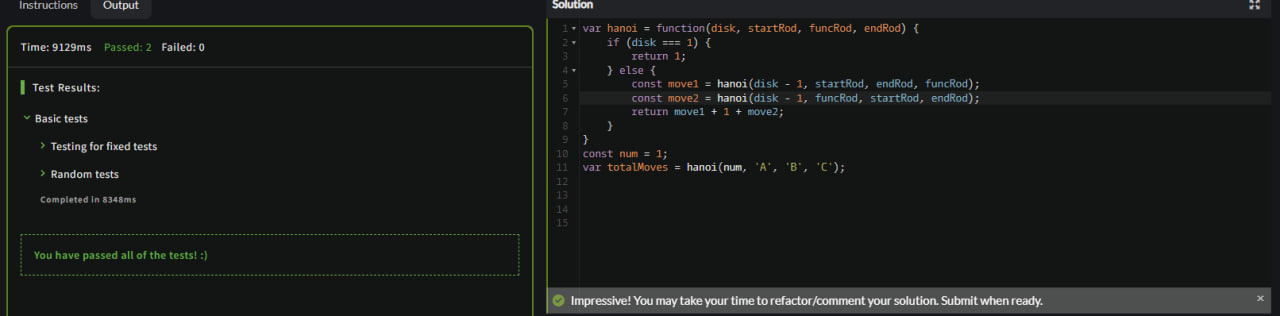 Instructions
Output
Time: 9129ms Passed: 2 Failed: 0
Test Results:
Basic tests
Testing for fixed tests
Random tests
Completed in 8348ms
You have passed all of the tests! :)
Solution
1 var hanoi = function(disk, startRod, funcRod, endRod) {
2 if (disk === 1) {
3 return 1;
4 } else {
5 const move1 = hanoi(disk - 1, startRod, endRod, funcRod);
6 const move2 = hanoi(disk - 1, funcRod, startRod, endRod);
7 return move1 + 1 + move2;
8 }
9 }
10 const num = 1;
11 var totalMoves = hanoi(num, 'A', 'B', 'C');
12
13
14
15
Impressive! You may take your time to refactor/comment your solution. Submit when ready.
×